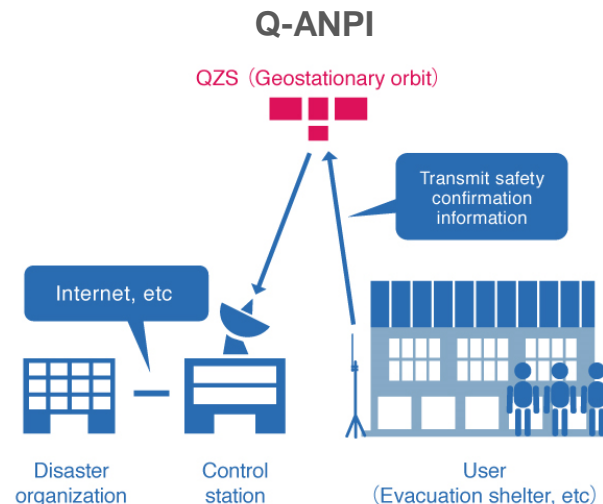 Q-ANPI
QZS (Geostationary orbit)
Transmit safety
confirmation
information
Internet, etc
Disaster
organization
Control
station
User
(Evacuation shelter, etc)